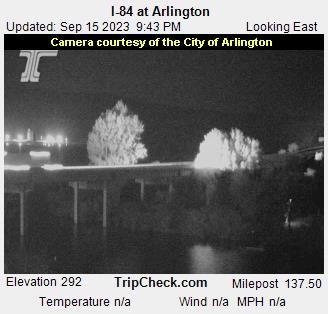 I-84 at Arlington
Updated: Sep 15 2023 9:43 PM Looking East
Camera courtesy of the City of Arlington
Elevation 292 TripCheck.com Milepost 137.50
Temperature n/a Wind n/a MPH n/a